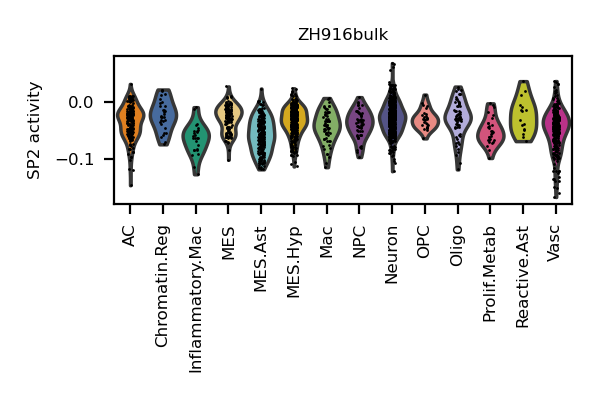 ZH916bulk
SP2 activity
0.0
−0.1
AC
Chromatin.Reg
Inflammatory.Mac
MES
MES.Ast
MES.Hyp
Mac
NPC
Neuron
OPC
Oligo
Prolif.Metab
Reactive.Ast
Vasc